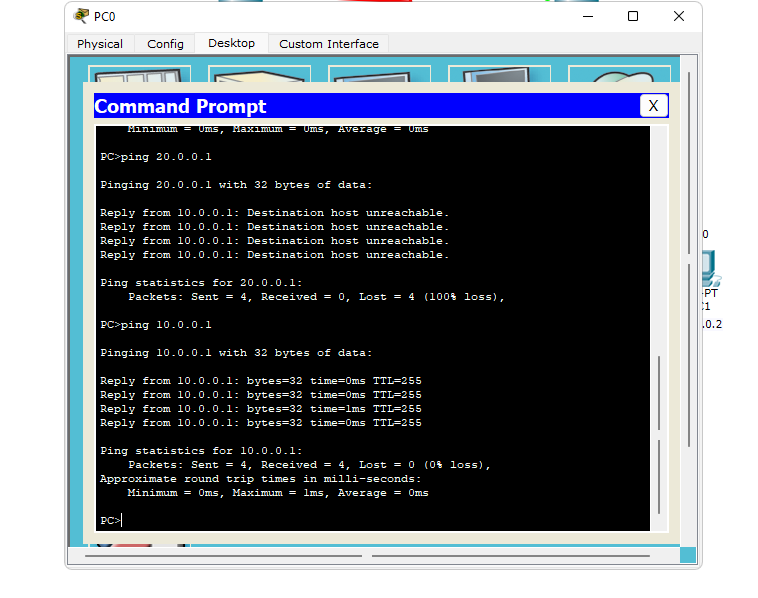 PC0
Physical Config Desktop Custom Interface
Command Prompt X
Minimum = 0ms, Maximum = 0ms, Average = 0ms
PC>ping 20.0.0.1
Pinging 20.0.0.1 with 32 bytes of data:
Reply from 10.0.0.1: Destination host unreachable.
Reply from 10.0.0.1: Destination host unreachable.
Reply from 10.0.0.1: Destination host unreachable.
Reply from 10.0.0.1: Destination host unreachable.
Ping statistics for 20.0.0.1:
Packets: Sent = 4, Received = 0, Lost = 4 (100% loss),
PC>ping 10.0.0.1
Pinging 10.0.0.1 with 32 bytes of data:
Reply from 10.0.0.1: bytes=32 time=0ms TTL=255
Reply from 10.0.0.1: bytes=32 time=0ms TTL=255
Reply from 10.0.0.1: bytes=32 time=1ms TTL=255
Reply from 10.0.0.1: bytes=32 time=0ms TTL=255
Ping statistics for 10.0.0.1:
Packets: Sent = 4, Received = 4, Lost = 0 (0% loss),
Approximate round trip times in milli-seconds:
Minimum = 0ms, Maximum = 1ms, Average = 0ms
PC>
0
-PT
C1
.0.2